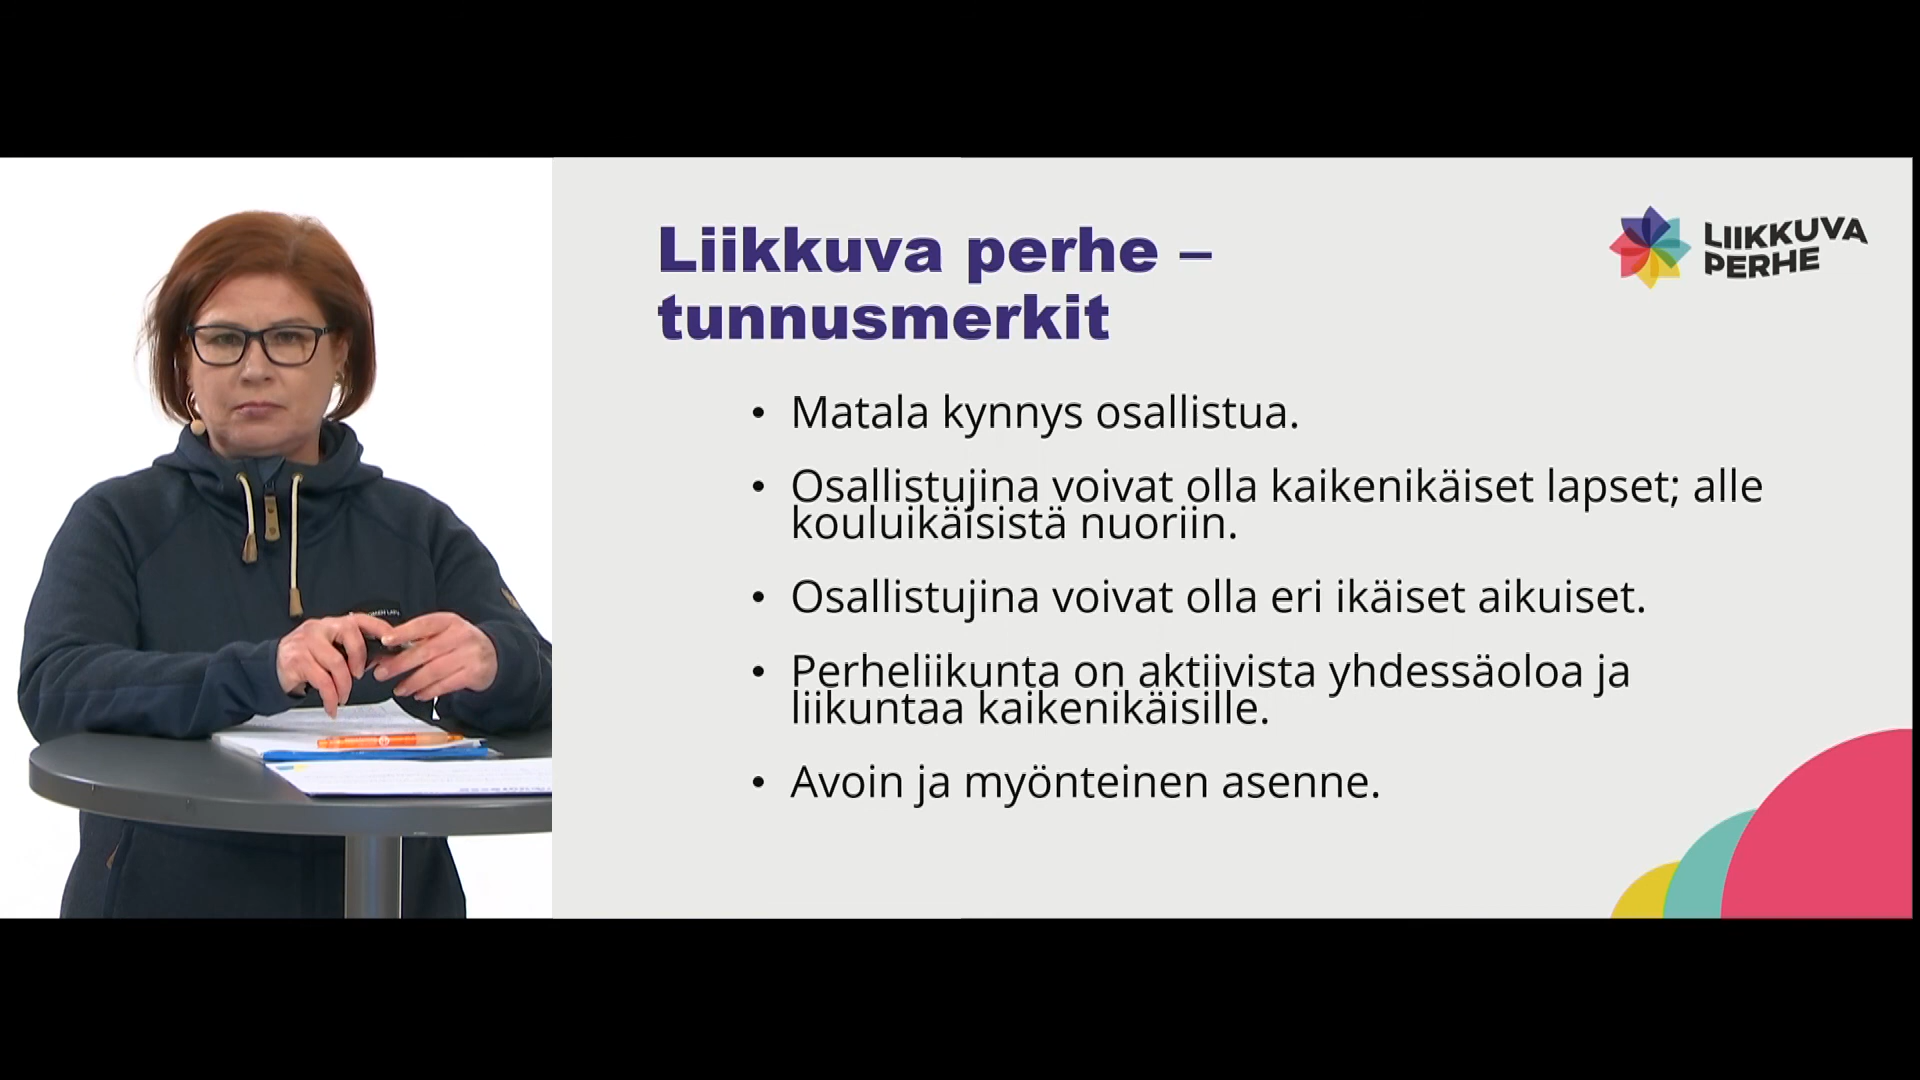 Liikkuva perhe –
tunnusmerkit
LIIKKUVA
PERHE
• Matala kynnys osallistua.
• Osallistujina voivat olla kaikenikäiset lapset; alle
kouluikäisistä nuoriin.
• Osallistujina voivat olla eri ikäiset aikuiset.
• Perheliikunta on aktiivista yhdessäoloa ja
liikuntaa kaikenikäisille.
• Avoin ja myönteinen asenne.